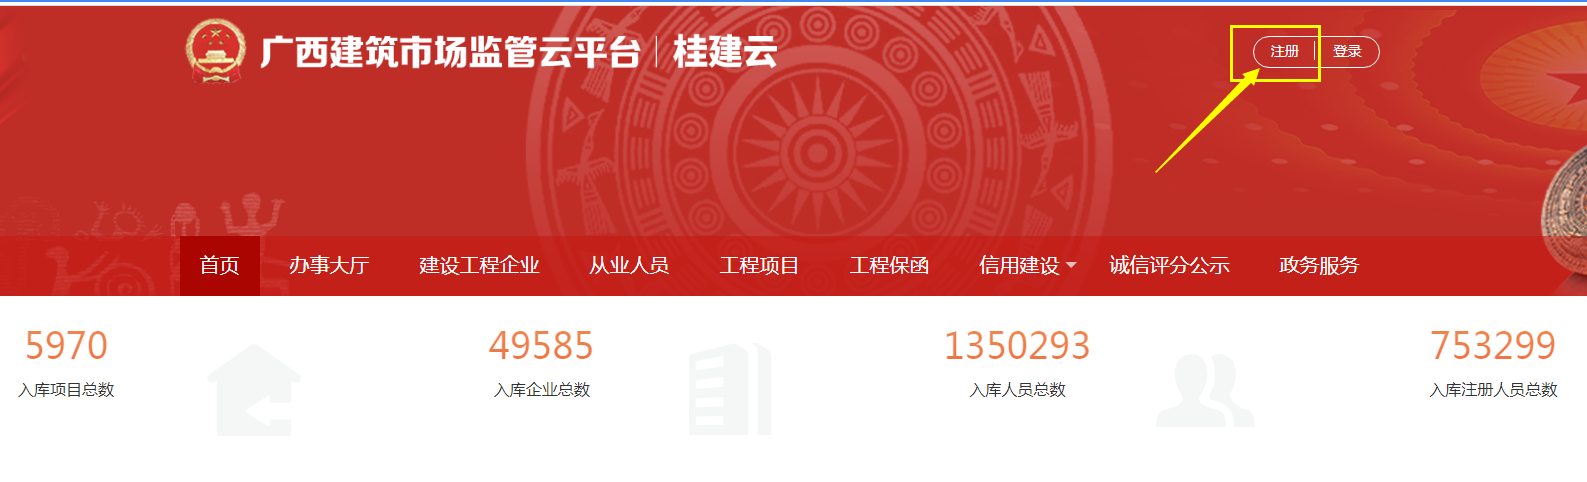 广西建筑市场监管云平台｜桂建云
注册｜登录
首页 办事大厅 建设工程企业 从业人员 工程项目 工程保函 信用建设 诚信评分公示 政务服务
5970 49585 1350293 753299
入库项目总数 入库企业总数 入库人员总数 入库注册人员总数